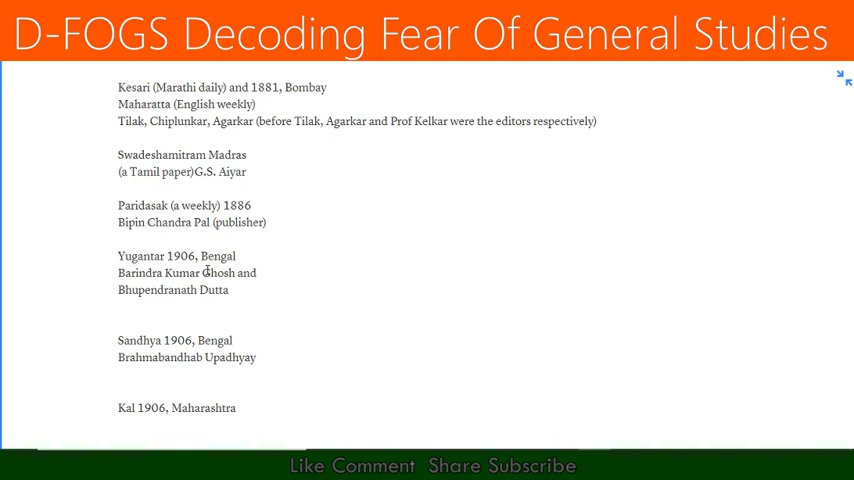 D-FOGS Decoding Fear Of General Studies
Kesari (Marathi daily) and 1881, Bombay
Maharatta (English weekly)
Tilak, Chiplunkar, Agarkar (before Tilak, Agarkar and Prof Kelkar were the editors respectively)
Swadeshamitram Madras
(a Tamil paper)G.S. Aiyar
Paridasak (a weekly) 1886
Bipin Chandra Pal (publisher)
Yugantar 1906, Bengal
Barindra Kumar Ghosh and
Bhupendranath Dutta
Sandhya 1906, Bengal
Brahmabandhab Upadhyay
Kal 1906, Maharashtra
Like Comment Share Subscribe